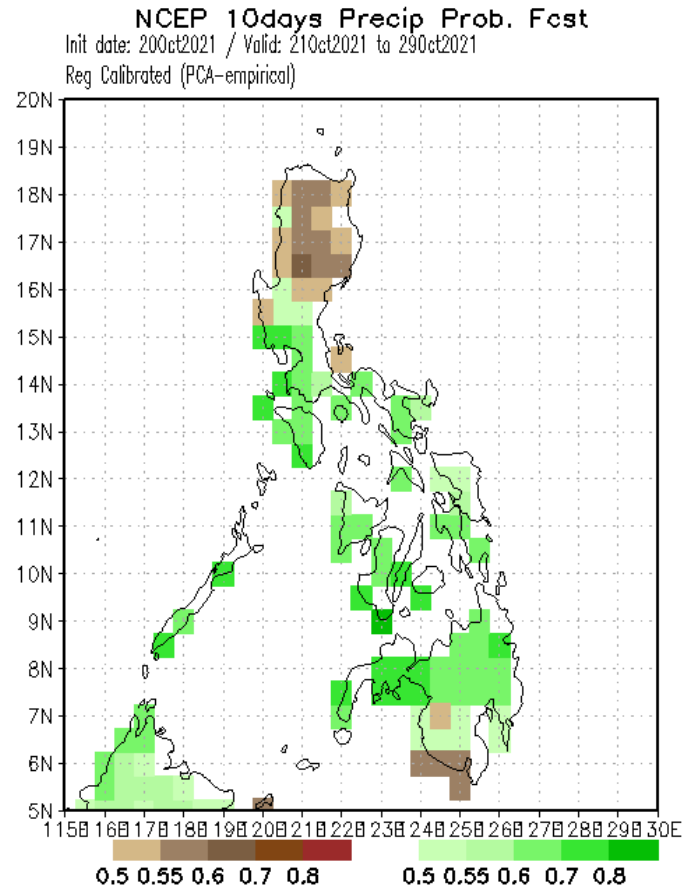 NCEP 10days Precip Prob. Fcst
Init date: 20Oct2021 / Valid: 21Oct2021 to 29Oct2021
Reg Calibrated (PCA-empirical)
20N
19N
18N
17N
16N
15N
14N
13N
12N
11N
10N
9N
8N
7N
6N
5N
115E 116E 117E 118E 119E 120E 121E 122E 123E 124E 125E 126E 127E 128E 129E 130E
0.5 0.55 0.6 0.7 0.8 0.5 0.55 0.6 0.7 0.8